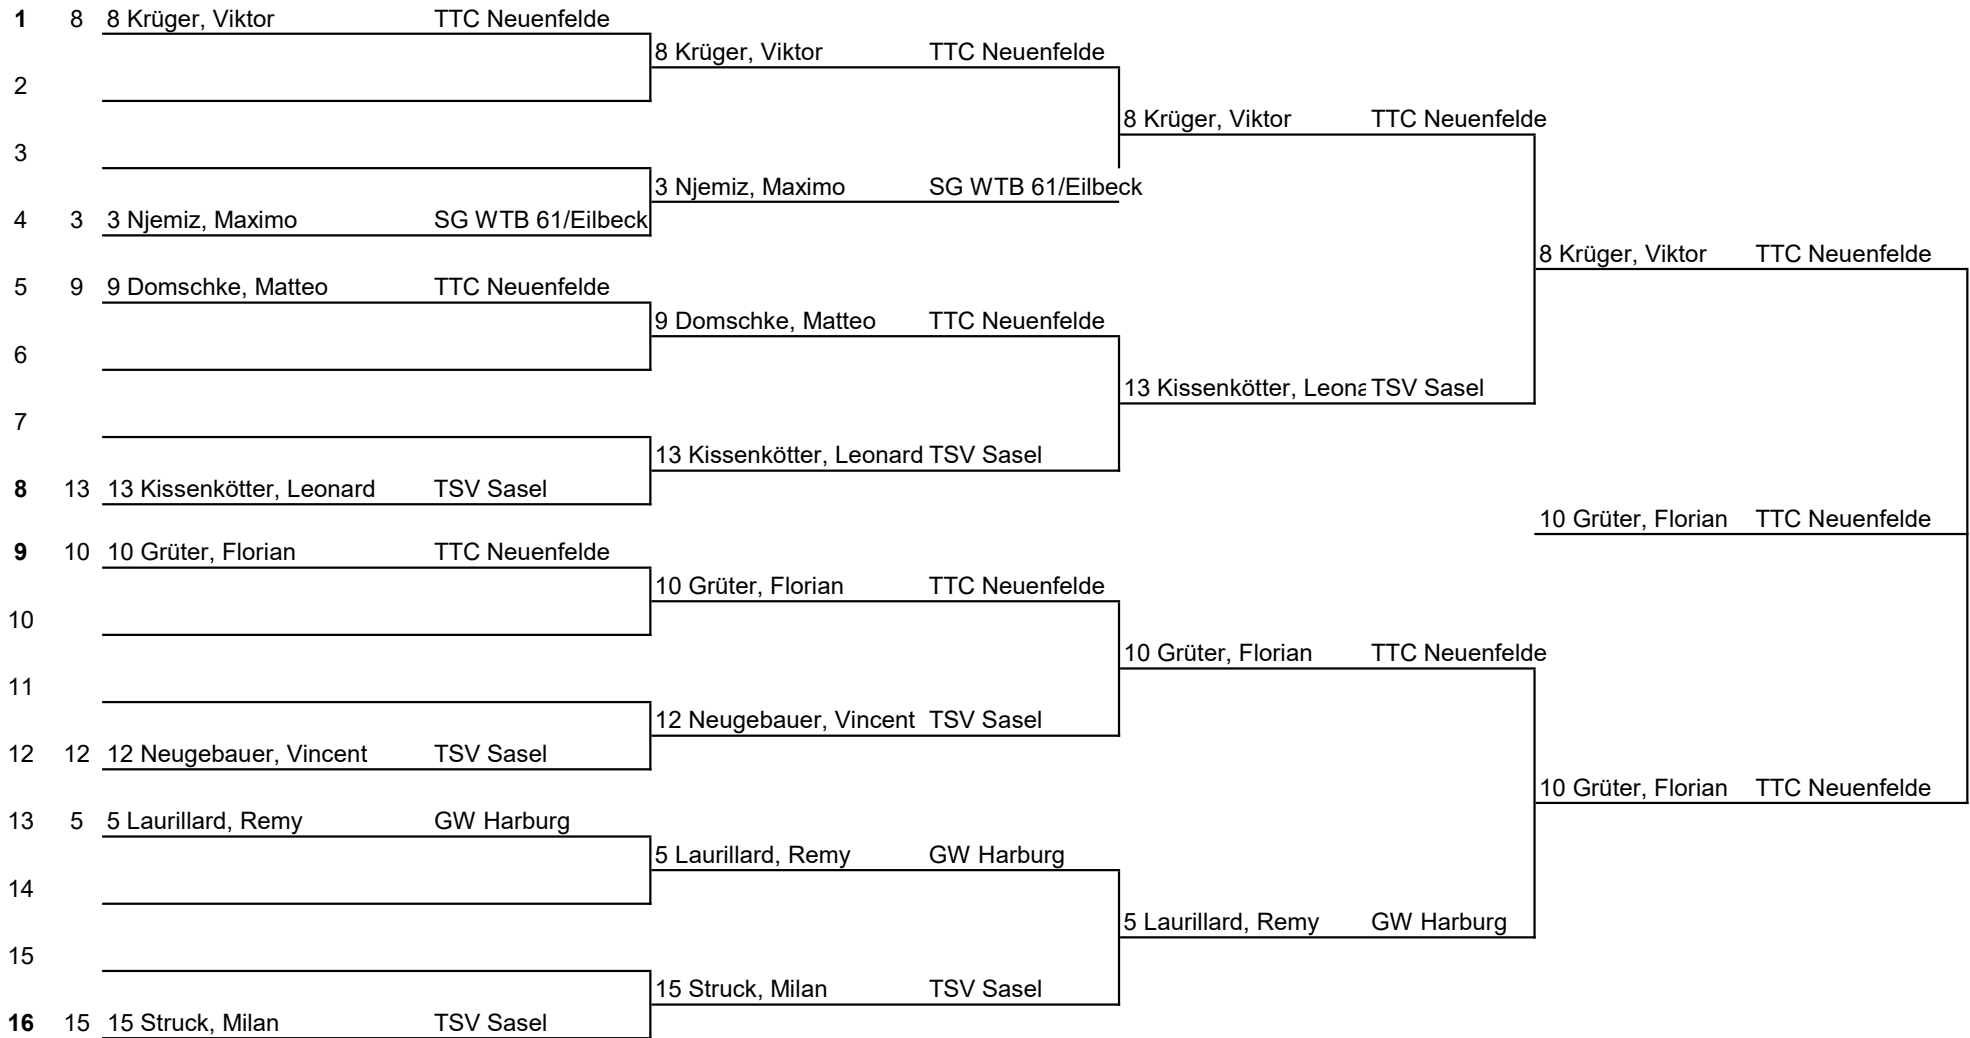 1 8 8 Krüger, Viktor TTC Neuenfelde
8 Krüger, Viktor TTC Neuenfelde
2
8 Krüger, Viktor TTC Neuenfelde
3
3 Njemiz, Maximo SG WTB 61/Eilbeck
4 3 3 Njemiz, Maximo SG WTB 61/Eilbeck
8 Krüger, Viktor TTC Neuenfelde
5 9 9 Domschke, Matteo TTC Neuenfelde
9 Domschke, Matteo TTC Neuenfelde
6
13 Kissenkötter, Leona TSV Sasel
7
13 Kissenkötter, Leonard TSV Sasel
8 13 13 Kissenkötter, Leonard TSV Sasel
10 Grüter, Florian TTC Neuenfelde
9 10 10 Grüter, Florian TTC Neuenfelde
10 Grüter, Florian TTC Neuenfelde
10
10 Grüter, Florian TTC Neuenfelde
11
12 Neugebauer, Vincent TSV Sasel
12 12 12 Neugebauer, Vincent TSV Sasel
10 Grüter, Florian TTC Neuenfelde
13 5 5 Laurillard, Remy GW Harburg
5 Laurillard, Remy GW Harburg
14
5 Laurillard, Remy GW Harburg
15
15 Struck, Milan TSV Sasel
16 15 15 Struck, Milan TSV Sasel